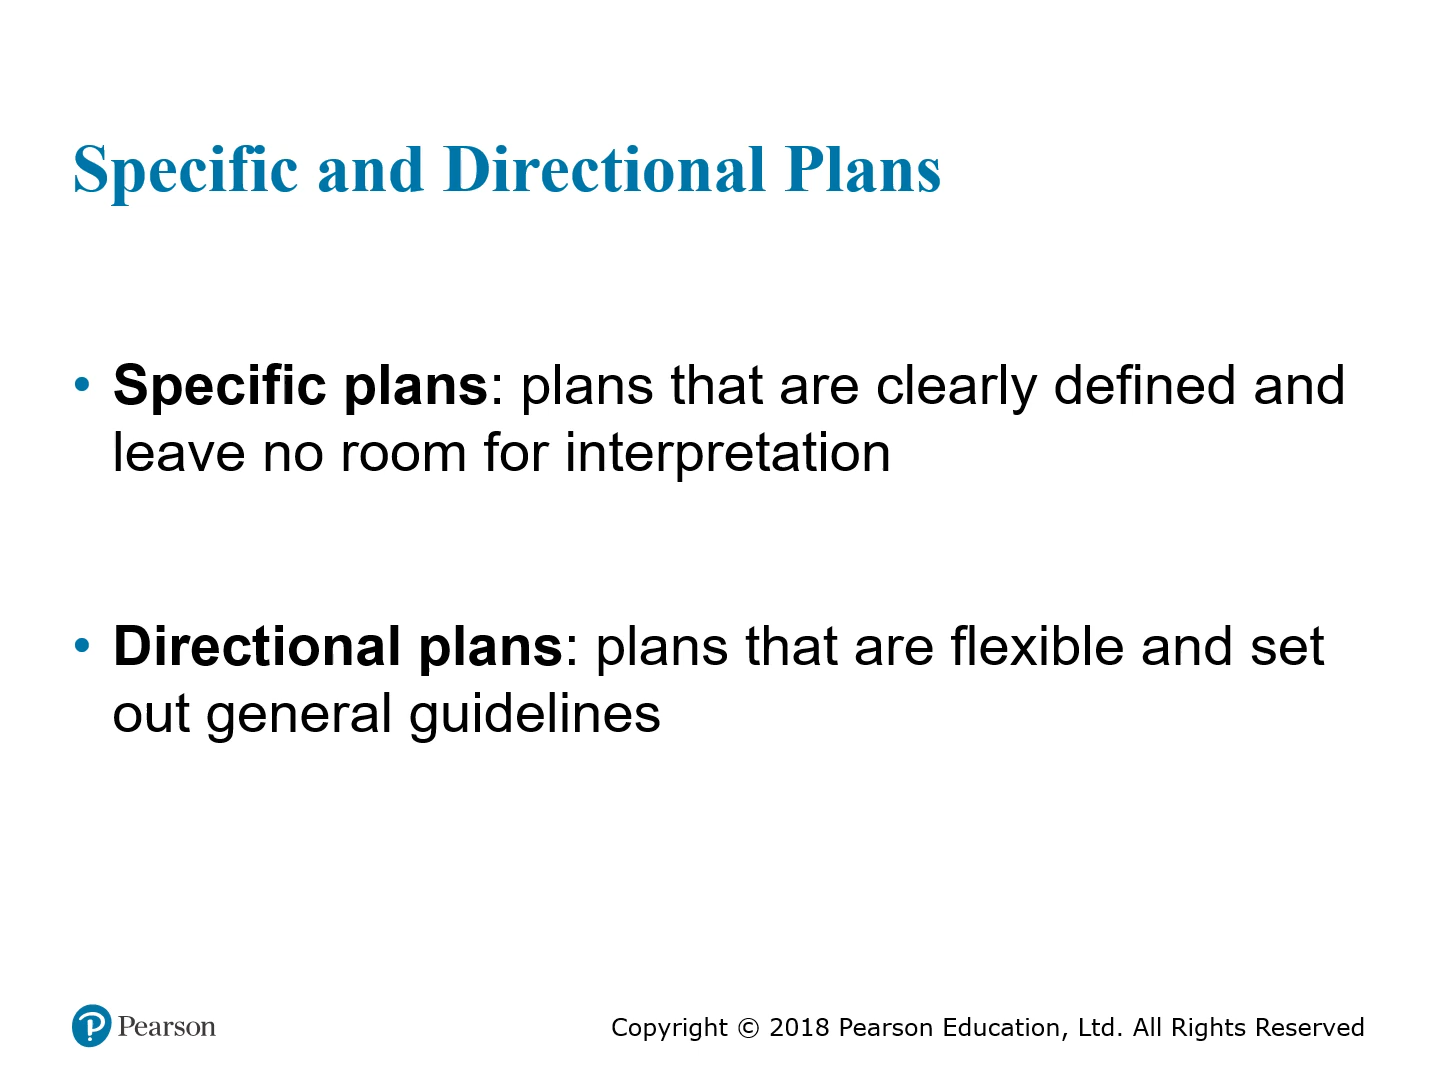 Specific and Directional Plans
• Specific plans: plans that are clearly defined and
leave no room for interpretation
• Directional plans: plans that are flexible and set
out general guidelines
Pearson
Copyright © 2018 Pearson Education, Ltd. All Rights Reserved